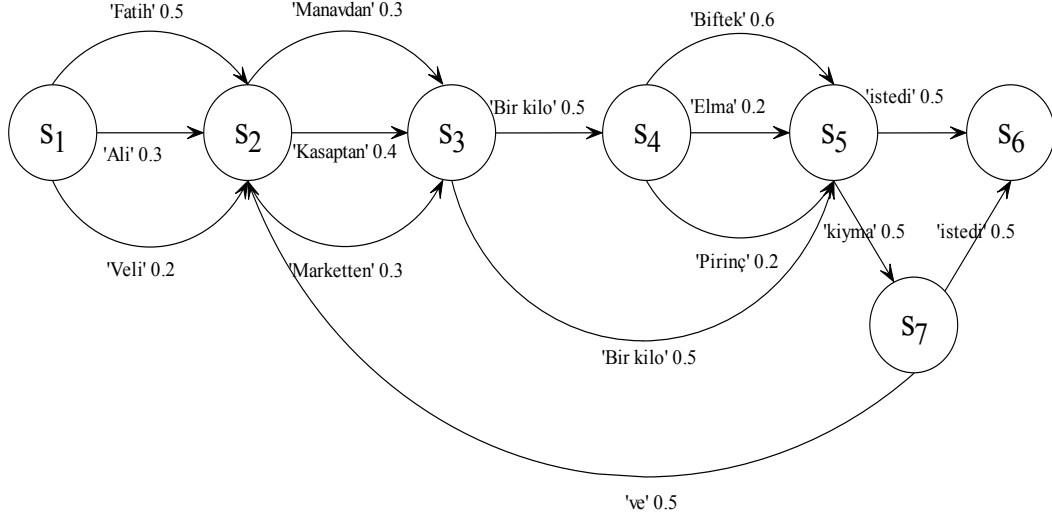 'Fatih' 0.5
'Manavdan' 0.3
'Biftek' 0.6
'Bir kilo' 0.5
'Elma' 0.2
'istedi' 0.5
S1
S2
S3
S4
S5
S6
'Ali' 0.3
'Kasaptan' 0.4
'Veli' 0.2
'Marketten' 0.3
'Pirinç' 0.2
'kiyma' 0.5
'istedi' 0.5
S7
'Bir kilo' 0.5
've' 0.5